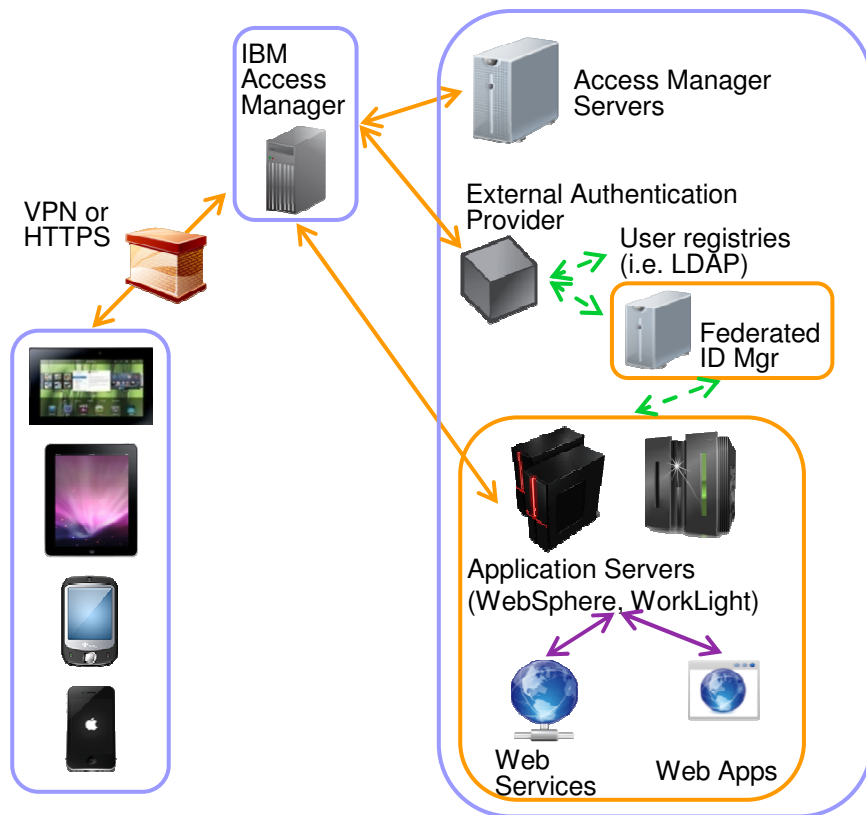 IBM
Access
Manager
Access Manager
Servers
VPN or
HTTPS
External Authentication
Provider
User registries
(i.e. LDAP)
Federated
ID Mgr
Application Servers
(WebSphere, WorkLight)
Web
Services
Web Apps